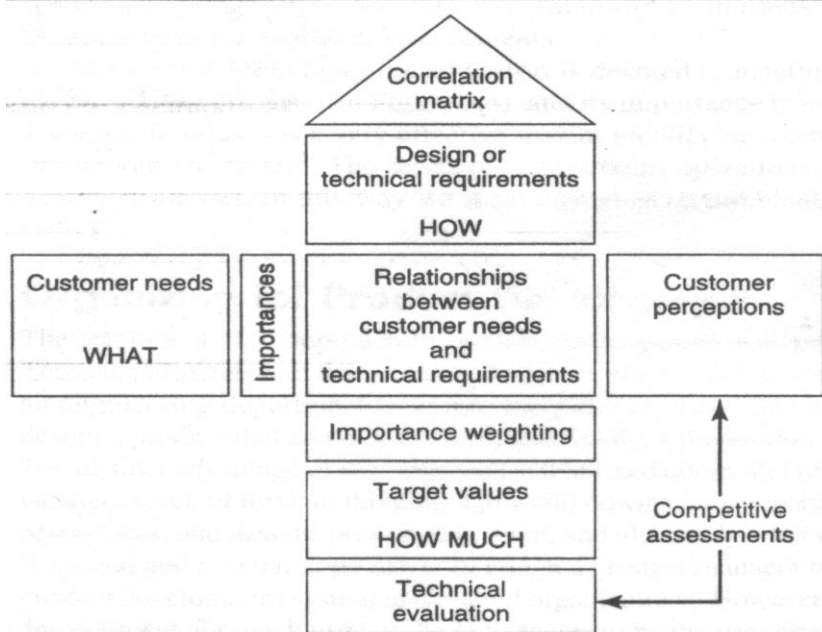 Correlation
matrix
Design or
technical requirements
HOW
Customer needs
WHAT
Importances
Relationships
between
customer needs
and
technical requirements
Customer
perceptions
Importance weighting
Target values
HOW MUCH
Competitive
assessments
Technical
evaluation